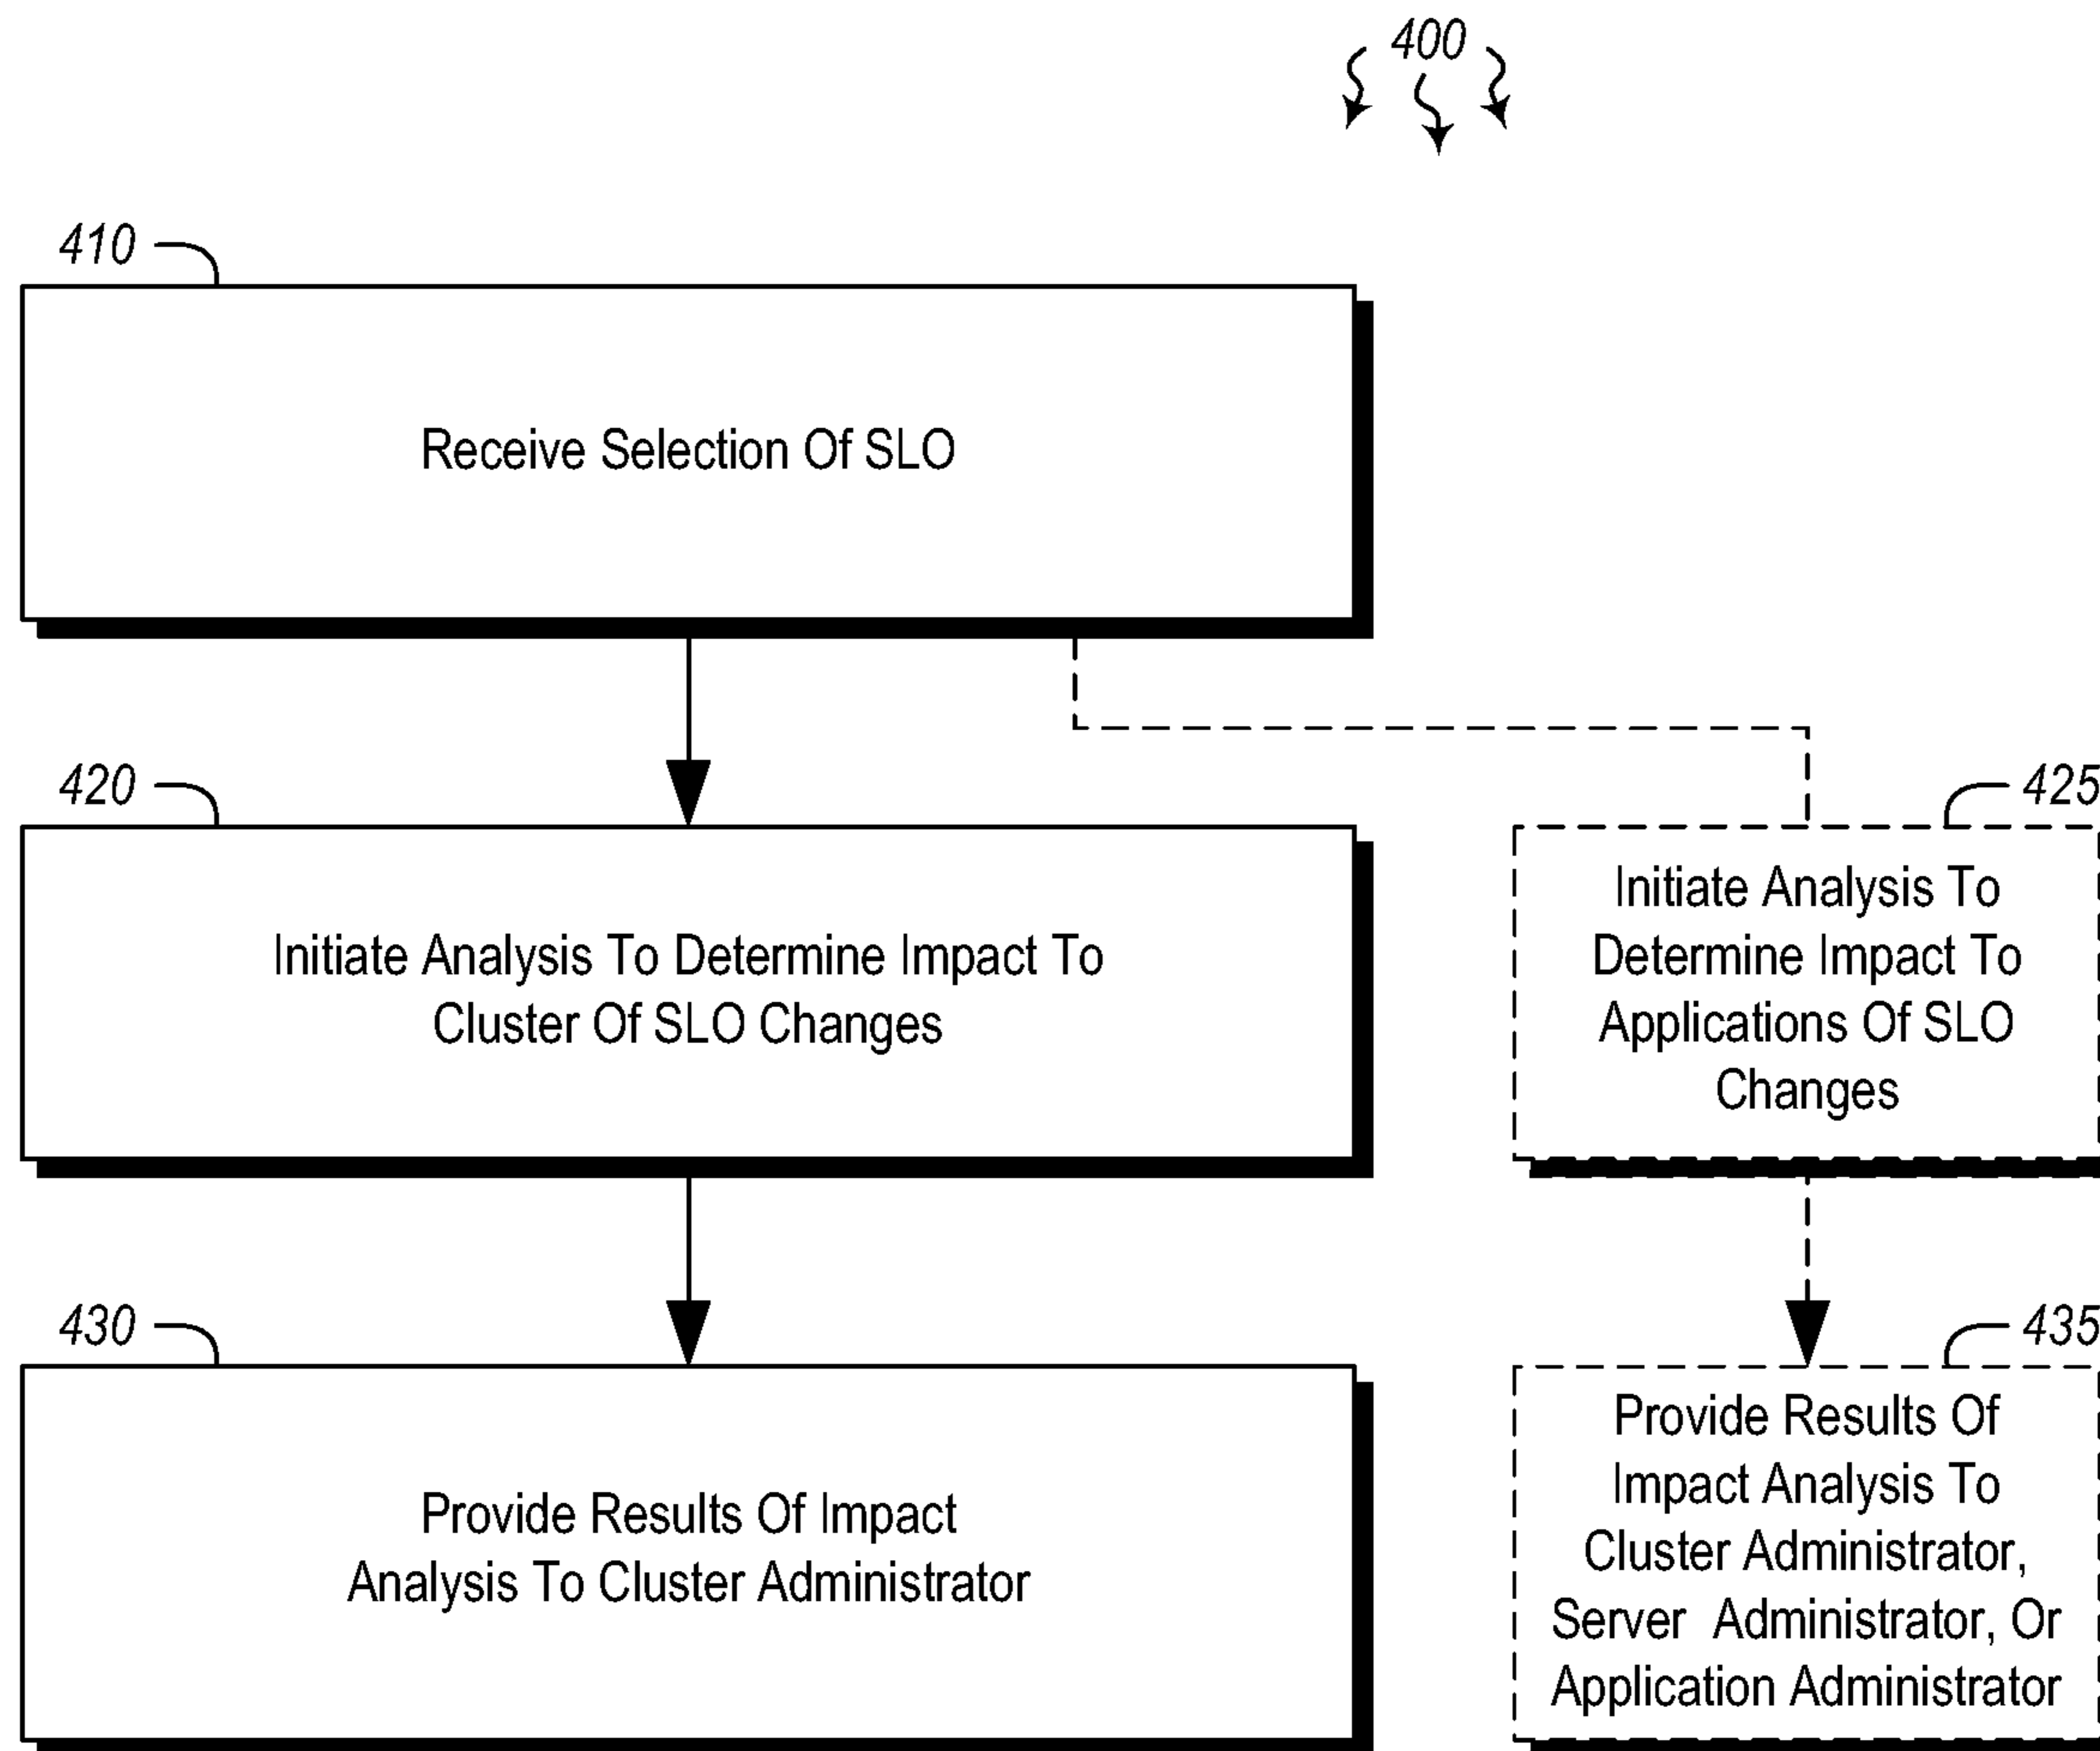 400
410
Receive Selection Of SLO
420
Initiate Analysis To Determine Impact To
Cluster Of SLO Changes
425
Initiate Analysis To
Determine Impact To
Applications Of SLO
Changes
430
Provide Results Of Impact
Analysis To Cluster Administrator
435
Provide Results Of
Impact Analysis To
Cluster Administrator,
Server Administrator, Or
Application Administrator